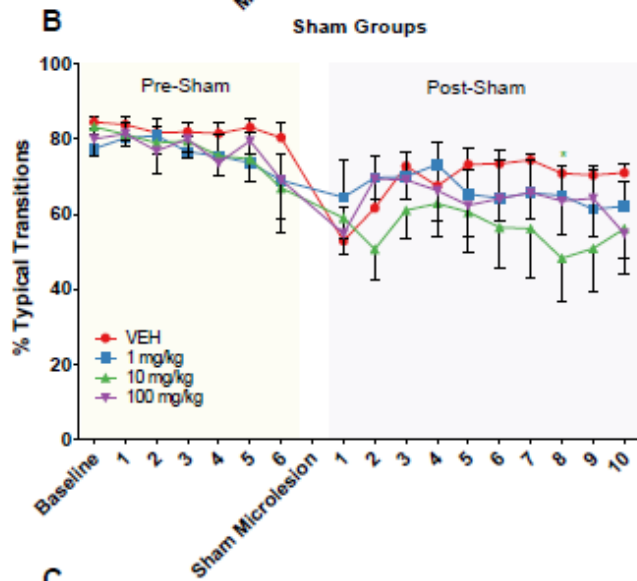 B
Sham Groups
Pre-Sham
Post-Sham
% Typical Transitions
100
80
60
40
20
0
*
VEH
1 mg/kg
10 mg/kg
100 mg/kg
Baseline 1 2 3 4 5 6 Sham Microlesion 1 2 3 4 5 6 7 8 9 10